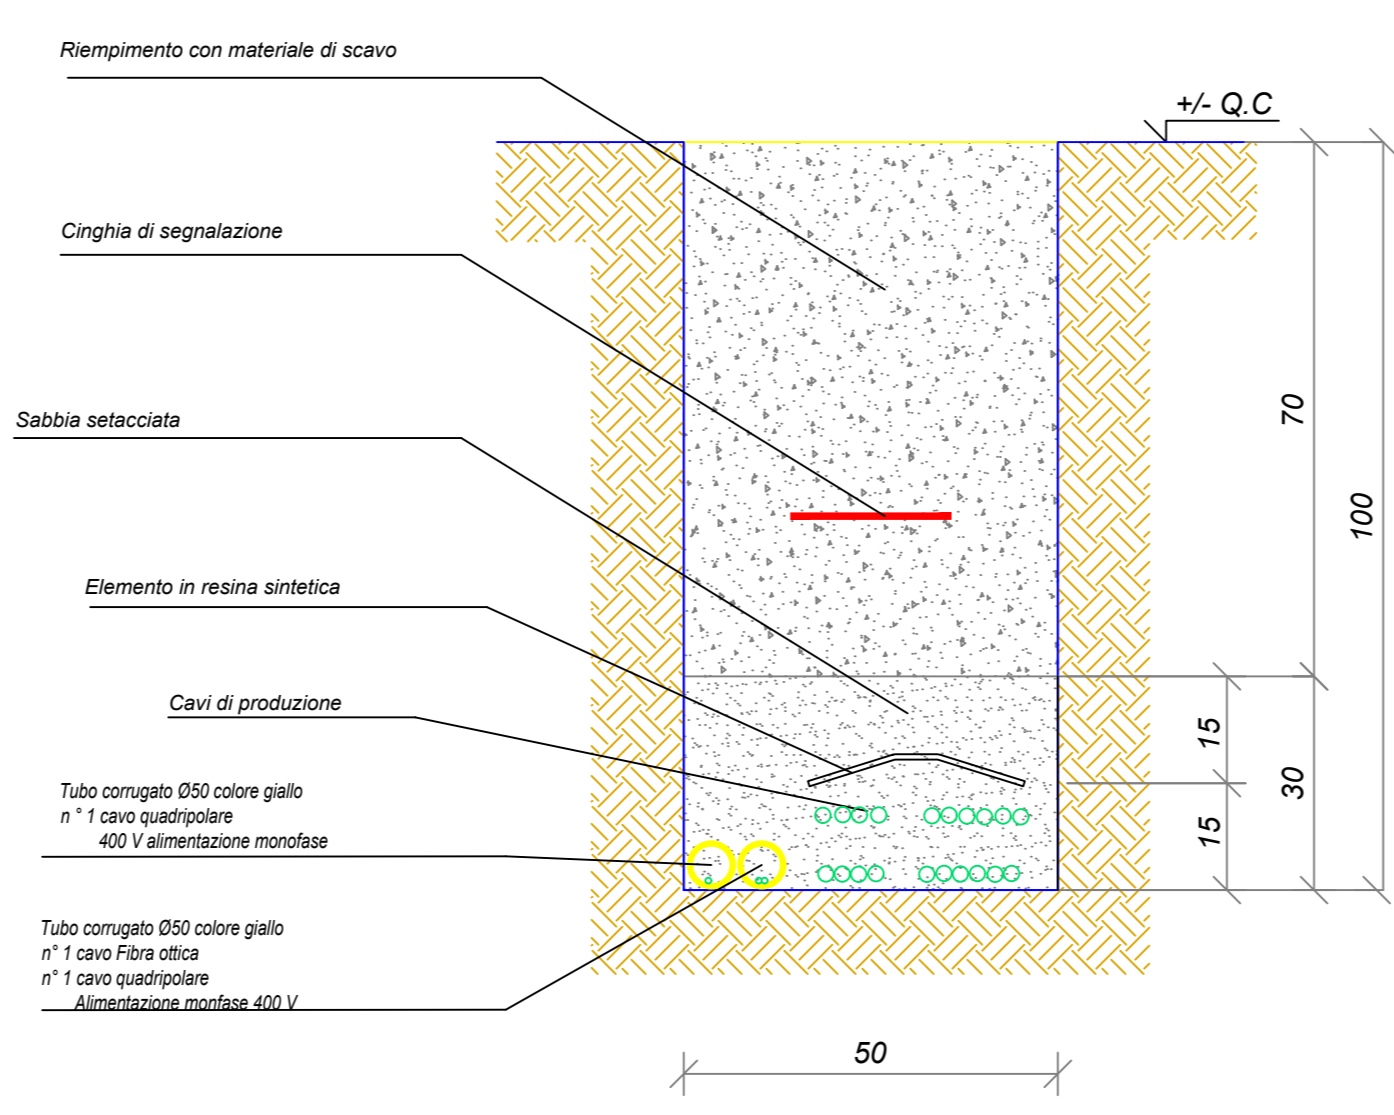 Riempimento con materiale di scavo
+/- Q.C
Cinghia di segnalazione
Sabbia setacciata
70
100
Elemento in resina sintetica
Cavi di produzione
15
30
15
Tubo corrugato Ø50 colore giallo
n ° 1 cavo quadripolare
400 V alimentazione monofase
Tubo corrugato Ø50 colore giallo
n° 1 cavo Fibra ottica
n° 1 cavo quadripolare
Alimentazione monfase 400 V
50